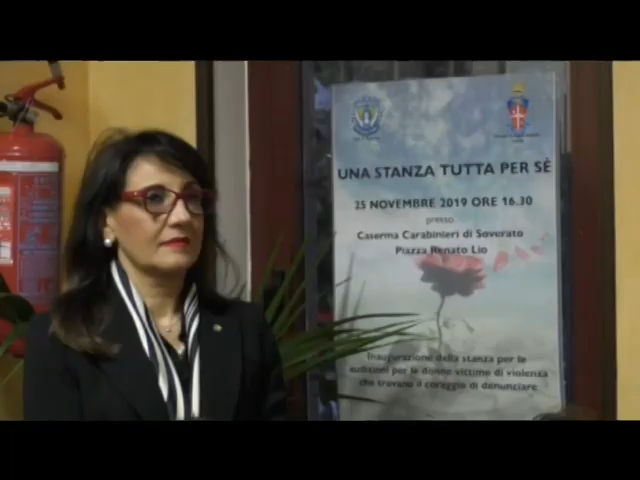 UNA STANZA TUTTA PER SÈ
25 NOVEMBRE 2019 ORE 16.30
presso
Caserma Carabinieri di Soverato
Piazza Renato Lio
Inaugurazione della stanza per le
audizioni per le donne vittime di violenza
che trovano il coraggio di denunciare